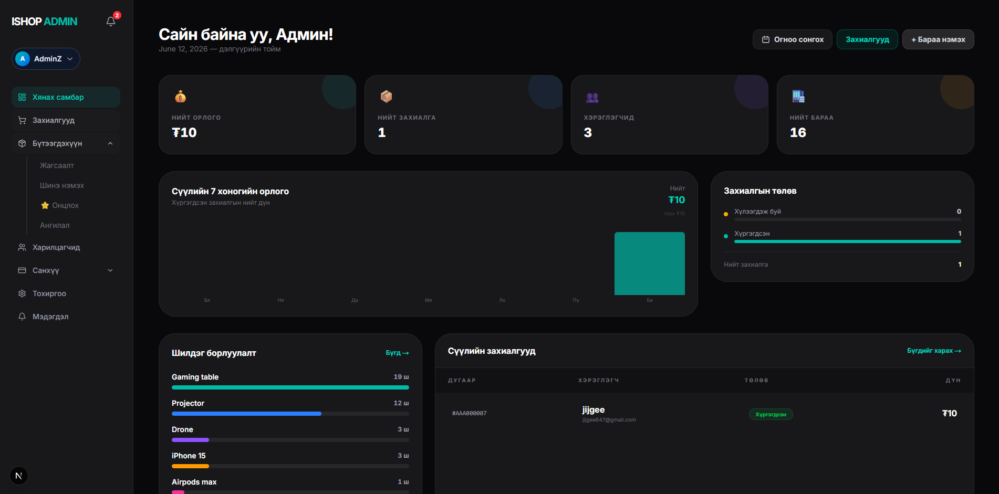 ISHOP ADMIN
2
A AdminZ
Хянах самбар
Захиалгууд
Бүтээгдэхүүн
Жагсаалт
Шинэ нэмэх
⭐ Онцлох
Ангилал
Харилцагчид
Санхүү
Тохиргоо
Мэдэгдэл
N
Сайн байна уу, Админ!
June 12, 2026 — дэлгүүрийн тойм
Огноо сонгох
Захиалгууд
+ Бараа нэмэх
НИЙТ ОРЛОГО
₮10
НИЙТ ЗАХИАЛГА
1
ХЭРЭГЛЭГЧИД
3
НИЙТ БАРАА
16
Сүүлийн 7 хоногийн орлого
Хүргэгдсэн захиалгын нийт дүн
Нийт
₮10
max ₮10
Бя Ня Да Мя Лх Пү Ба
Захиалгын төлөв
Хүлээгдэж буй 0
Хүргэгдсэн 1
Нийт захиалга 1
Шилдэг борлуулалт
Бүгд →
Gaming table 19 ш
Projector 12 ш
Drone 3 ш
iPhone 15 3 ш
Airpods max 1 ш
Сүүлийн захиалгууд
Бүгдийг харах →
ДУГААР ХЭРЭГЛЭГЧ ТӨЛӨВ ДҮН
#AAA000007 jijgee Хүргэгдсэн ₮10
jijgee647@gmail.com